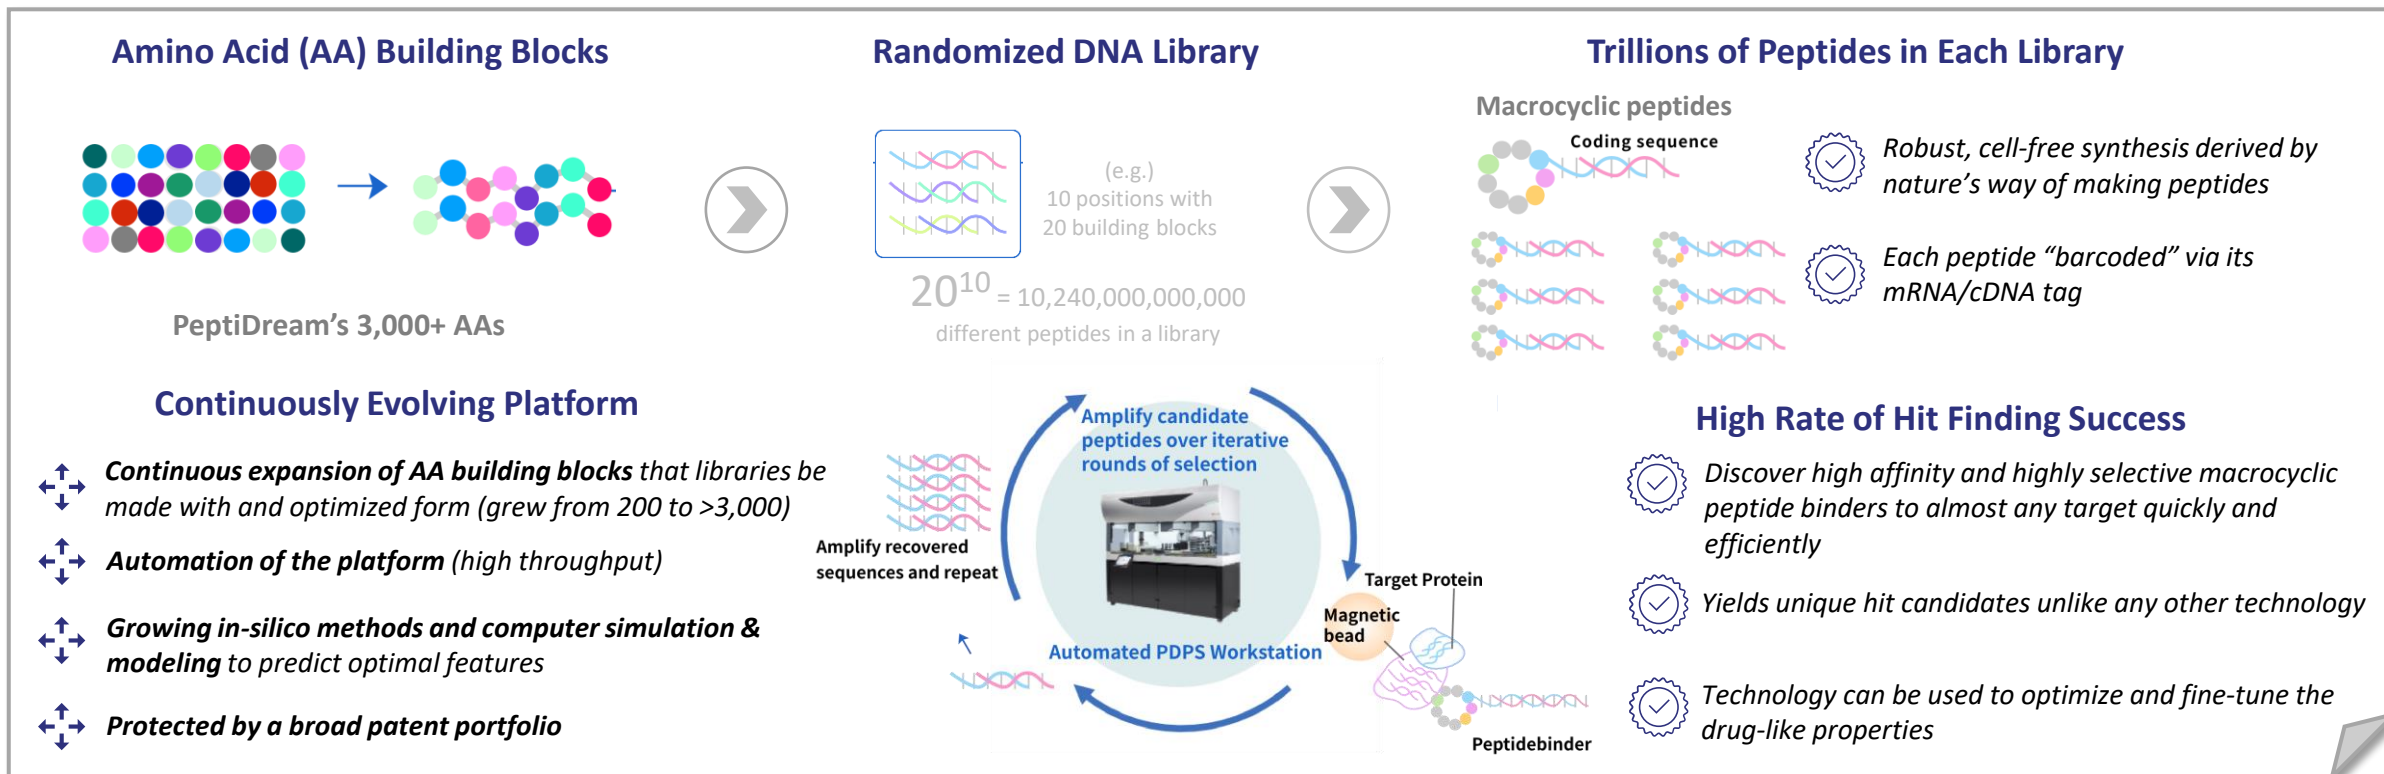 Amino Acid (AA) Building Blocks
PeptiDream's 3,000+ AAs
Randomized DNA Library
(e.g.)
10 positions with
20 building blocks
20¹⁰ = 10,240,000,000,000
different peptides in a library
Trillions of Peptides in Each Library
Macrocyclic peptides
Coding sequence
Robust, cell-free synthesis derived by
nature's way of making peptides
Each peptide “barcoded” via its
mRNA/cDNA tag
Continuously Evolving Platform
Continuous expansion of AA building blocks that libraries be
made with and optimized form (grew from 200 to >3,000)
Automation of the platform (high throughput)
Growing in-silico methods and computer simulation &
modeling to predict optimal features
Protected by a broad patent portfolio
Amplify candidate
peptides over iterative
rounds of selection
Amplify recovered
sequences and repeat
Automated PDPS Workstation
Target Protein
Magnetic
bead
Peptidebinder
High Rate of Hit Finding Success
Discover high affinity and highly selective macrocyclic
peptide binders to almost any target quickly and
efficiently
Yields unique hit candidates unlike any other technology
Technology can be used to optimize and fine-tune the
drug-like properties